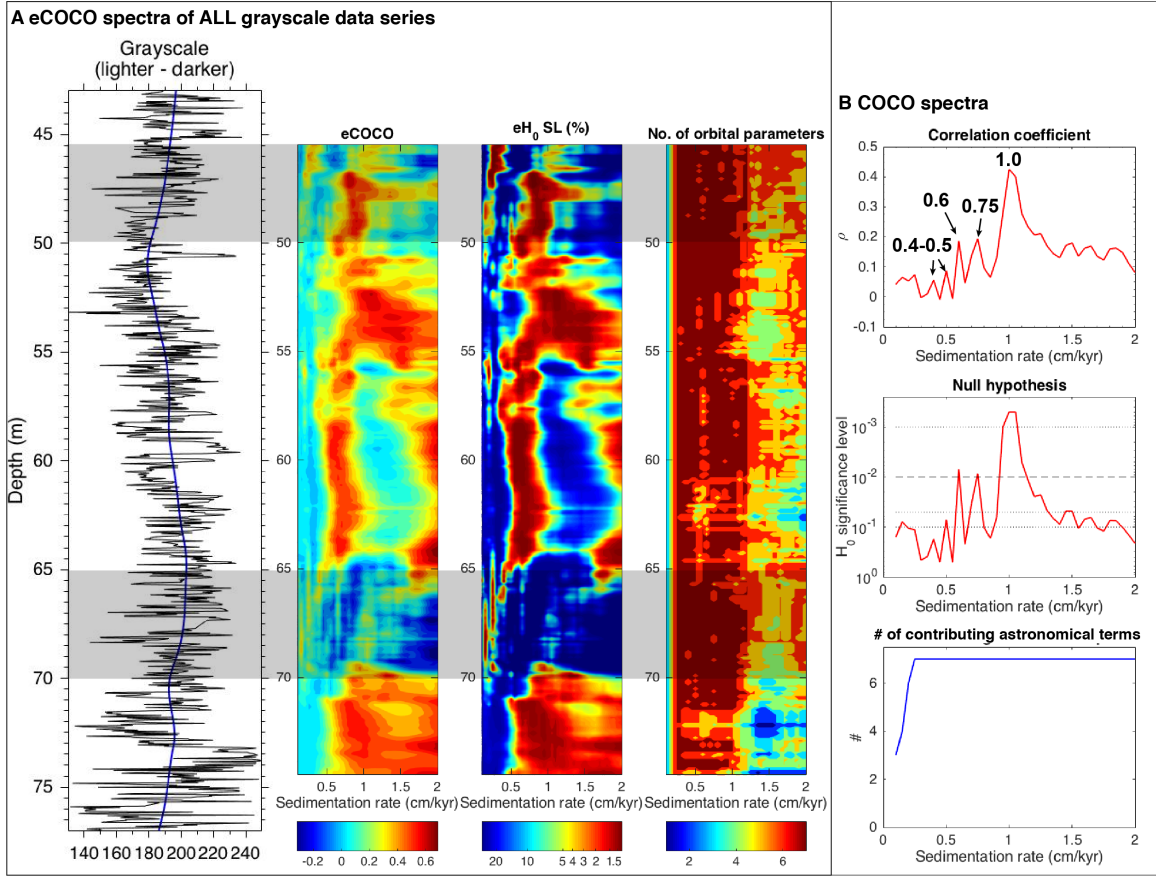 A eCOCO spectra of ALL grayscale data series
Grayscale
(lighter - darker)
140 160 180 200 220 240
45
50
55
60
65
70
75
Depth (m)
140 160 180 200 220 240
eCOCO
50
55
60
65
70
0.5 1 1.5 2
Sedimentation rate (cm/kyr)
-0.2 0 0.2 0.4 0.6
eH0 SL (%)
50
55
60
65
70
0.5 1 1.5 2
Sedimentation rate (cm/kyr)
20 10 5 4 3 2 1.5
No. of orbital parameters
50
55
60
65
70
0.5 1 1.5 2
Sedimentation rate (cm/kyr)
2 4 6
B COCO spectra
Correlation coefficient
0.5
0.4
0.3
0.2
0.1
0
-0.1
ρ
1.0
0.6
0.75
0.4-0.5
0 0.5 1 1.5 2
Sedimentation rate (cm/kyr)
Null hypothesis
10-3
10-2
10-1
100
H0 significance level
0 0.5 1 1.5 2
Sedimentation rate (cm/kyr)
# of contributing astronomical terms
6
4
2
0
#
0 0.5 1 1.5 2
Sedimentation rate (cm/kyr)